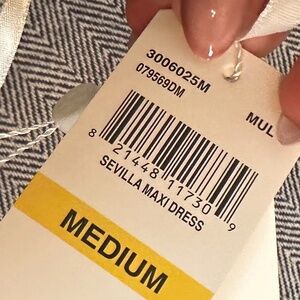 3006025M
079569DM
MUL
8 21448 11730 9
SEVILLA MAXI DRESS
MEDIUM